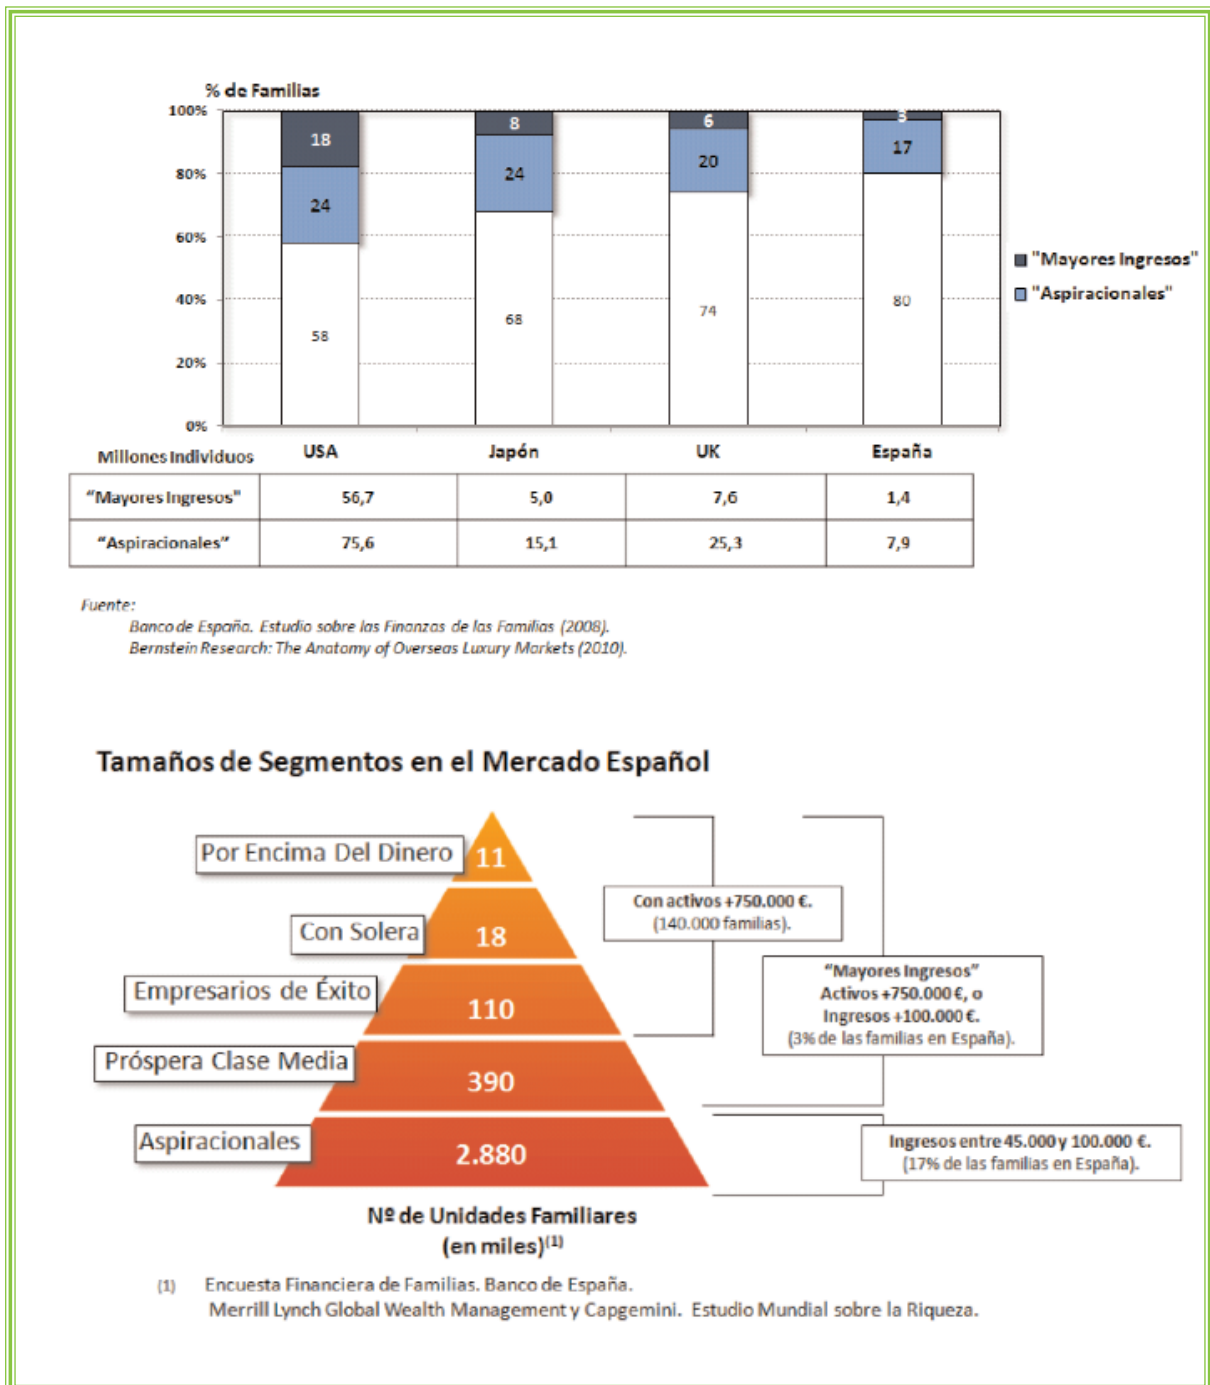 % de Familias
100%
80%
60%
40%
20%
0%
18
24
58
8
24
68
6
20
74
3
17
80
"Mayores Ingresos"
"Aspiracionales"
Millones Individuos USA Japón UK España
“Mayores Ingresos” 56,7 5,0 7,6 1,4
“Aspiracionales” 75,6 15,1 25,3 7,9
Fuente:
Banco de España. Estudio sobre las Finanzas de las Familias (2008).
Bernstein Research: The Anatomy of Overseas Luxury Markets (2010).
Tamaños de Segmentos en el Mercado Español
Por Encima Del Dinero 11
Con Solera 18
Empresarios de Éxito 110
Próspera Clase Media 390
Aspiracionales 2.880
Con activos +750.000 €.
(140.000 familias).
“Mayores Ingresos”
Activos +750.000 €, o
Ingresos +100.000 €.
(3% de las familias en España).
Ingresos entre 45.000 y 100.000 €.
(17% de las familias en España).
Nº de Unidades Familiares
(en miles)(1)
(1) Encuesta Financiera de Familias. Banco de España.
Merrill Lynch Global Wealth Management y Capgemini. Estudio Mundial sobre la Riqueza.